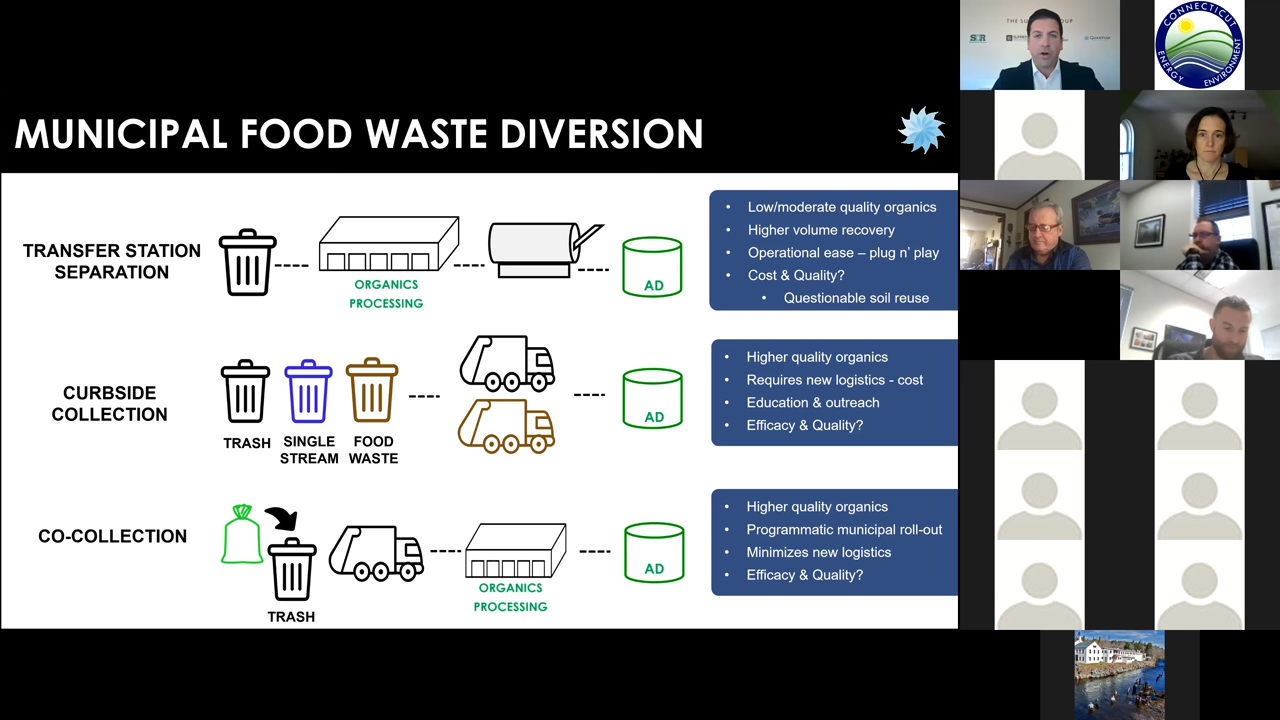 MUNICIPAL FOOD WASTE DIVERSION
TRANSFER STATION
SEPARATION
ORGANICS
PROCESSING
AD
• Low/moderate quality organics
• Higher volume recovery
• Operational ease – plug n' play
• Cost & Quality?
• Questionable soil reuse
CURBSIDE
COLLECTION
TRASH
SINGLE
STREAM
FOOD
WASTE
AD
• Higher quality organics
• Requires new logistics - cost
• Education & outreach
• Efficacy & Quality?
CO-COLLECTION
TRASH
ORGANICS
PROCESSING
AD
• Higher quality organics
• Programmatic municipal roll-out
• Minimizes new logistics
• Efficacy & Quality?
CONNECTICUT
ENERGY
ENVIRONMENT